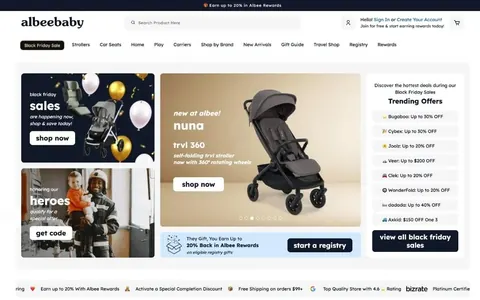 Earn up to 20% in Albee Rewards
albeebaby
Search Product Here
Hello! Sign In or Create Your Account
Join for free & start earning rewards today!
Black Friday Sale
Strollers
Car Seats
Home
Play
Carriers
Shop by Brand
New Arrivals
Gift Guide
Travel Shop
Registry
Rewards
black friday
sales
are happening now,
shop & save today!
shop now
honoring our
heroes
qualify for a
special offer
get code
new at albee!
nuna
trvl 360
self-folding trvl stroller
now with 360° rotating wheels
shop now
They Gift, You Earn up to
20% Back in Albee Rewards
on eligible registry gifts
start a registry
Discover the hottest deals during our
Black Friday Sales
Trending Offers
Bugaboo: Up to 30% OFF
Cybex: Up to 30% OFF
Joolz: Up to 20% OFF
Veer: Up to $200 OFF
Clek: Up to 20% OFF
WonderFold: Up to 20% OFF
dadada: Up to 40% OFF
Axkid: $150 OFF One 3
view all black friday
sales
Earn up to 20% With Albee Rewards
Activate a Special Completion Discount
Free Shipping on orders $99+
Top Quality Store with 4.6
Rating
bizrate
Platinum Certifie